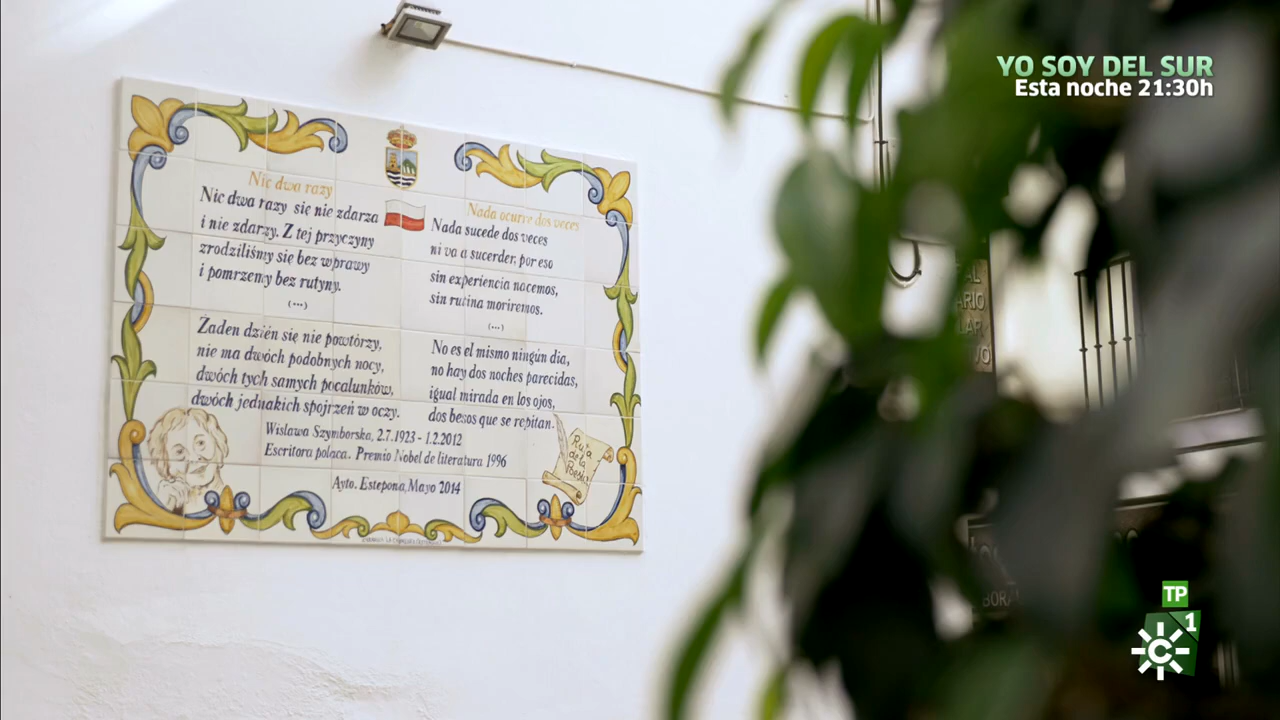 YO SOY DEL SUR
Esta noche 21:30h
Nic dwa razy
Nic dwa razy się nie zdarza
i nie zdarzy. Z tej przyczyny
zrodziliśmy się bez wprawy
i pomrzemy bez rutyny.
(...)
Żaden dzień się nie powtórzy,
nie ma dwóch podobnych nocy,
dwóch tych samych pocałunków,
dwóch jednakich spojrzeń w oczy.
Nada ocurre dos veces
Nada sucede dos veces
ni va a sucerder, por eso
sin experiencia nacemos,
sin rutina moriremos.
(...)
No es el mismo ningún día,
no hay dos noches parecidas,
igual mirada en los ojos,
dos besos que se repitan.
Wislawa Szymborska, 2.7.1923 - 1.2.2012
Escritora polaca. Premio Nobel de literatura 1996
Ayto. Estepona, Mayo 2014
Ruta
de la
Poesía
TP
1